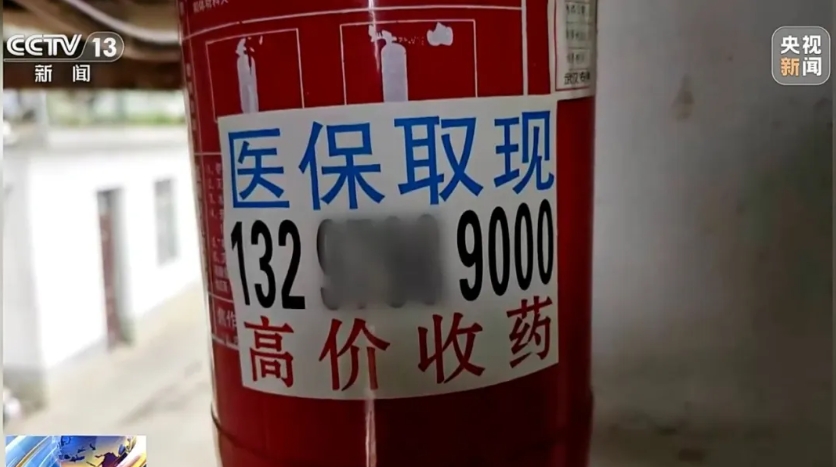 CCTV 13
新闻
央视
新闻
医保取现
132 9000
高价收药